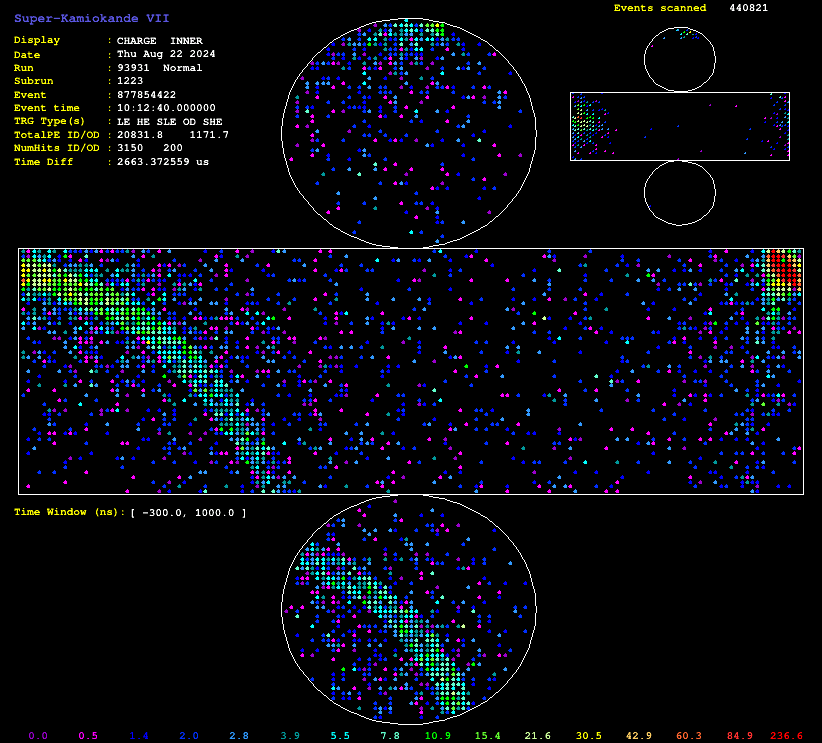 Super-Kamiokande VII
Events scanned 440821
Display : CHARGE INNER
Date : Thu Aug 22 2024
Run : 93931 Normal
Subrun : 1223
Event : 877854422
Event time : 10:12:40.000000
TRG Type(s) : LE HE SLE OD SHE
TotalPE ID/OD : 20831.8 1171.7
NumHits ID/OD : 3150 200
Time Diff : 2663.372559 us
Time Window (ns): [ -300.0, 1000.0 ]
0.0 0.5 1.4 2.0 2.8 3.9 5.5 7.8 10.9 15.4 21.6 30.5 42.9 60.3 84.9 236.6